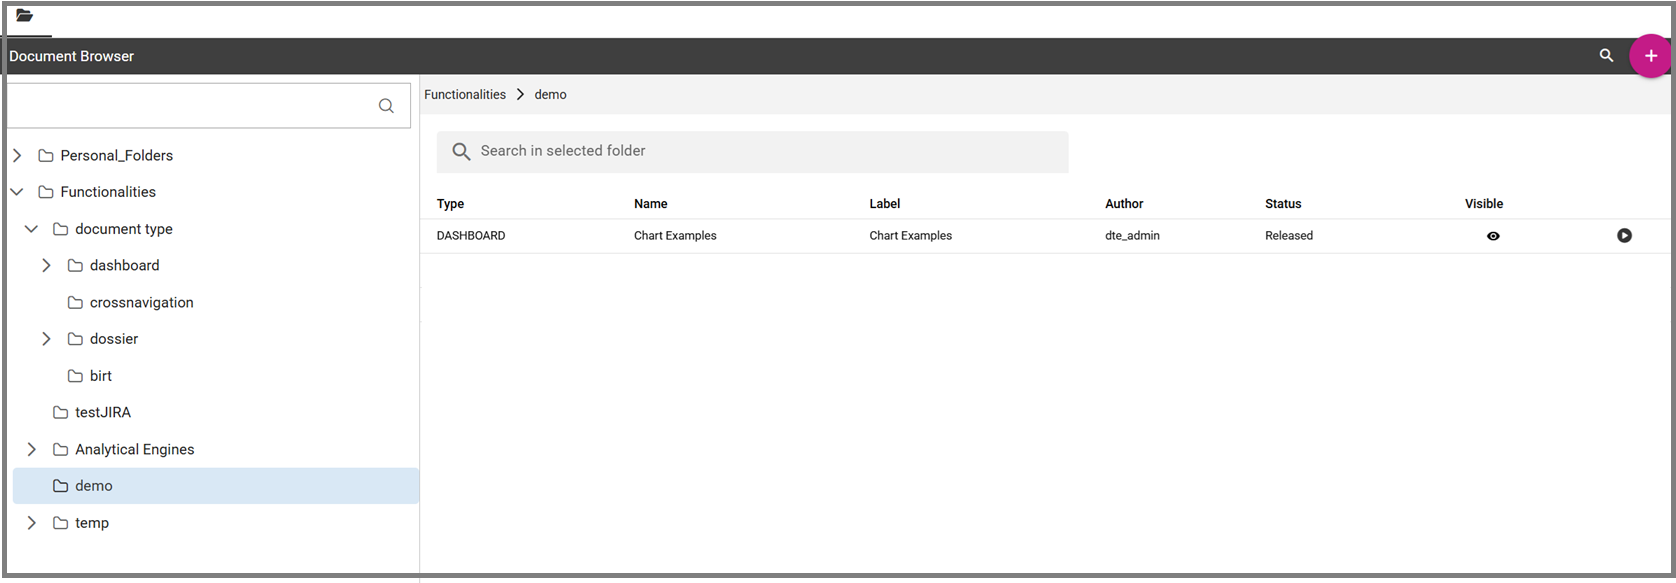 Document Browser
Functionalities > demo
Personal_Folders
Functionalities
document type
dashboard
crossnavigation
dossier
birt
testJIRA
Analytical Engines
demo
temp
Search in selected folder
Type Name Label Author Status Visible
DASHBOARD Chart Examples Chart Examples dte_admin Released